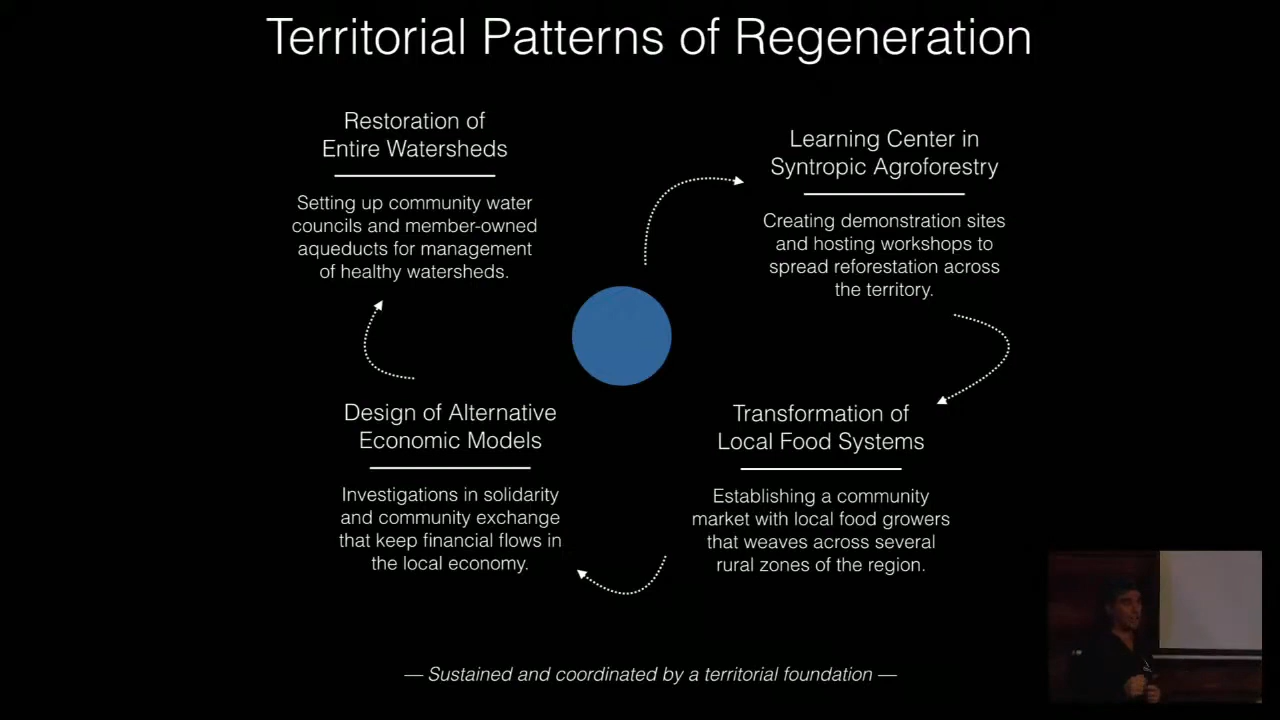 Territorial Patterns of Regeneration
Restoration of
Entire Watersheds
Setting up community water
councils and member-owned
aqueducts for management
of healthy watersheds.
Learning Center in
Syntropic Agroforestry
Creating demonstration sites
and hosting workshops to
spread reforestation across
the territory.
Design of Alternative
Economic Models
Investigations in solidarity
and community exchange
that keep financial flows in
the local economy.
Transformation of
Local Food Systems
Establishing a community
market with local food growers
that weaves across several
rural zones of the region.
— Sustained and coordinated by a territorial foundation —